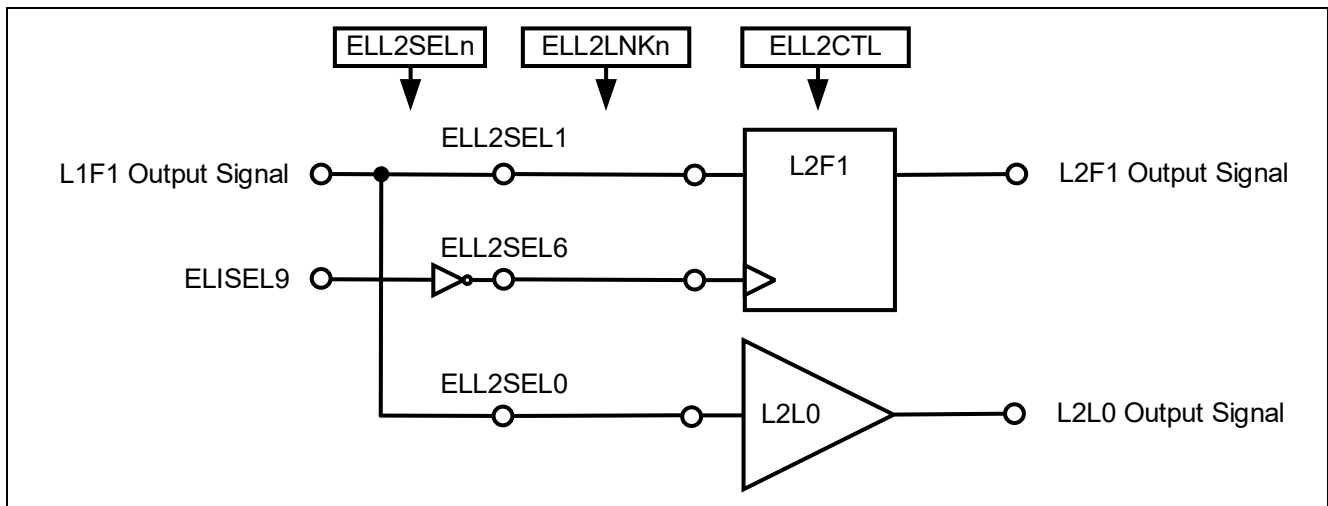 ELL2SELn ELL2LNKn ELL2CTL
ELL2SEL1
L1F1 Output Signal
L2F1
L2F1 Output Signal
ELL2SEL6
ELISEL9
ELL2SEL0
L2L0
L2L0 Output Signal